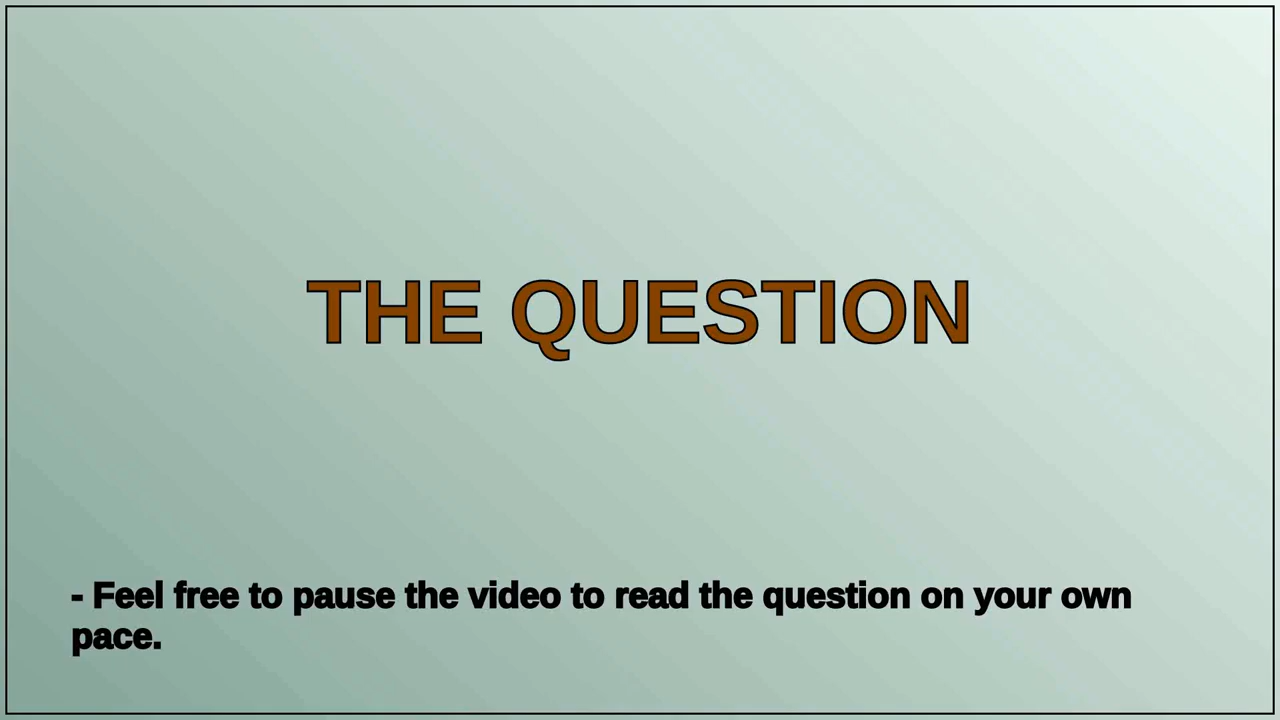 THE QUESTION
- Feel free to pause the video to read the question on your own
pace.